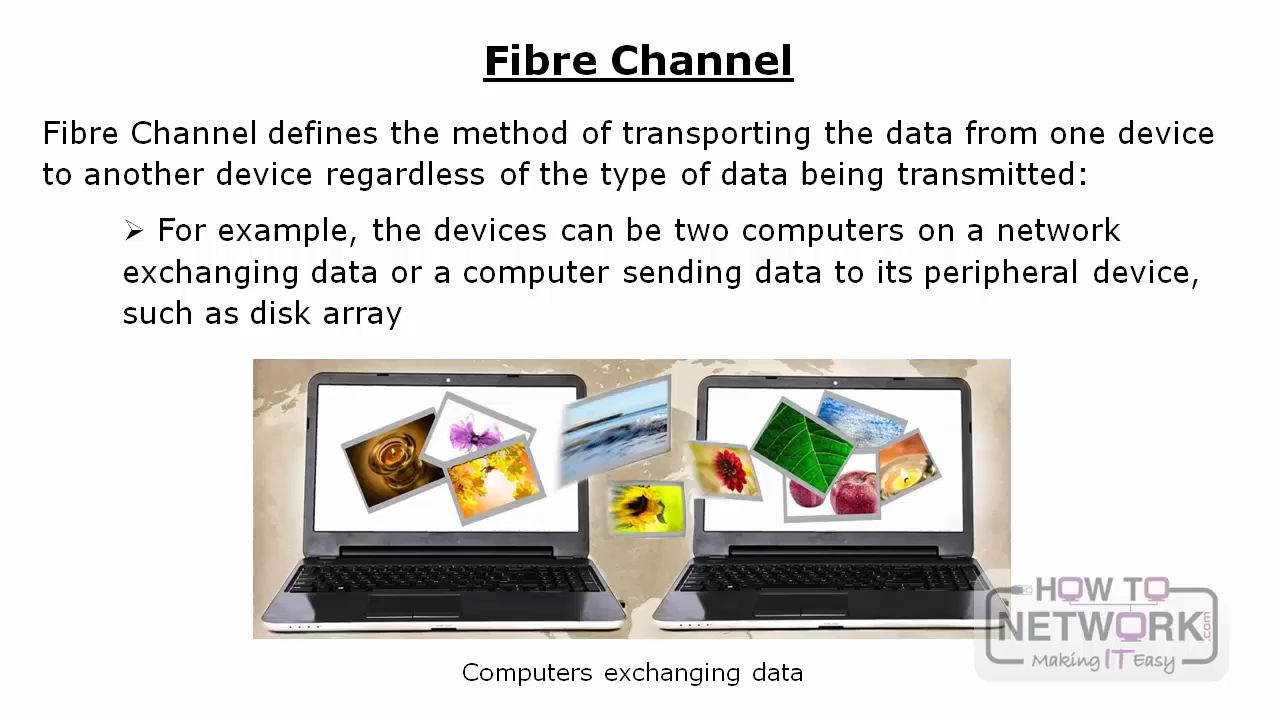 Fibre Channel
Fibre Channel defines the method of transporting the data from one device
to another device regardless of the type of data being transmitted:
➢ For example, the devices can be two computers on a network
exchanging data or a computer sending data to its peripheral device,
such as disk array
HOW TO
NETWORK.com
Making IT Easy
Computers exchanging data